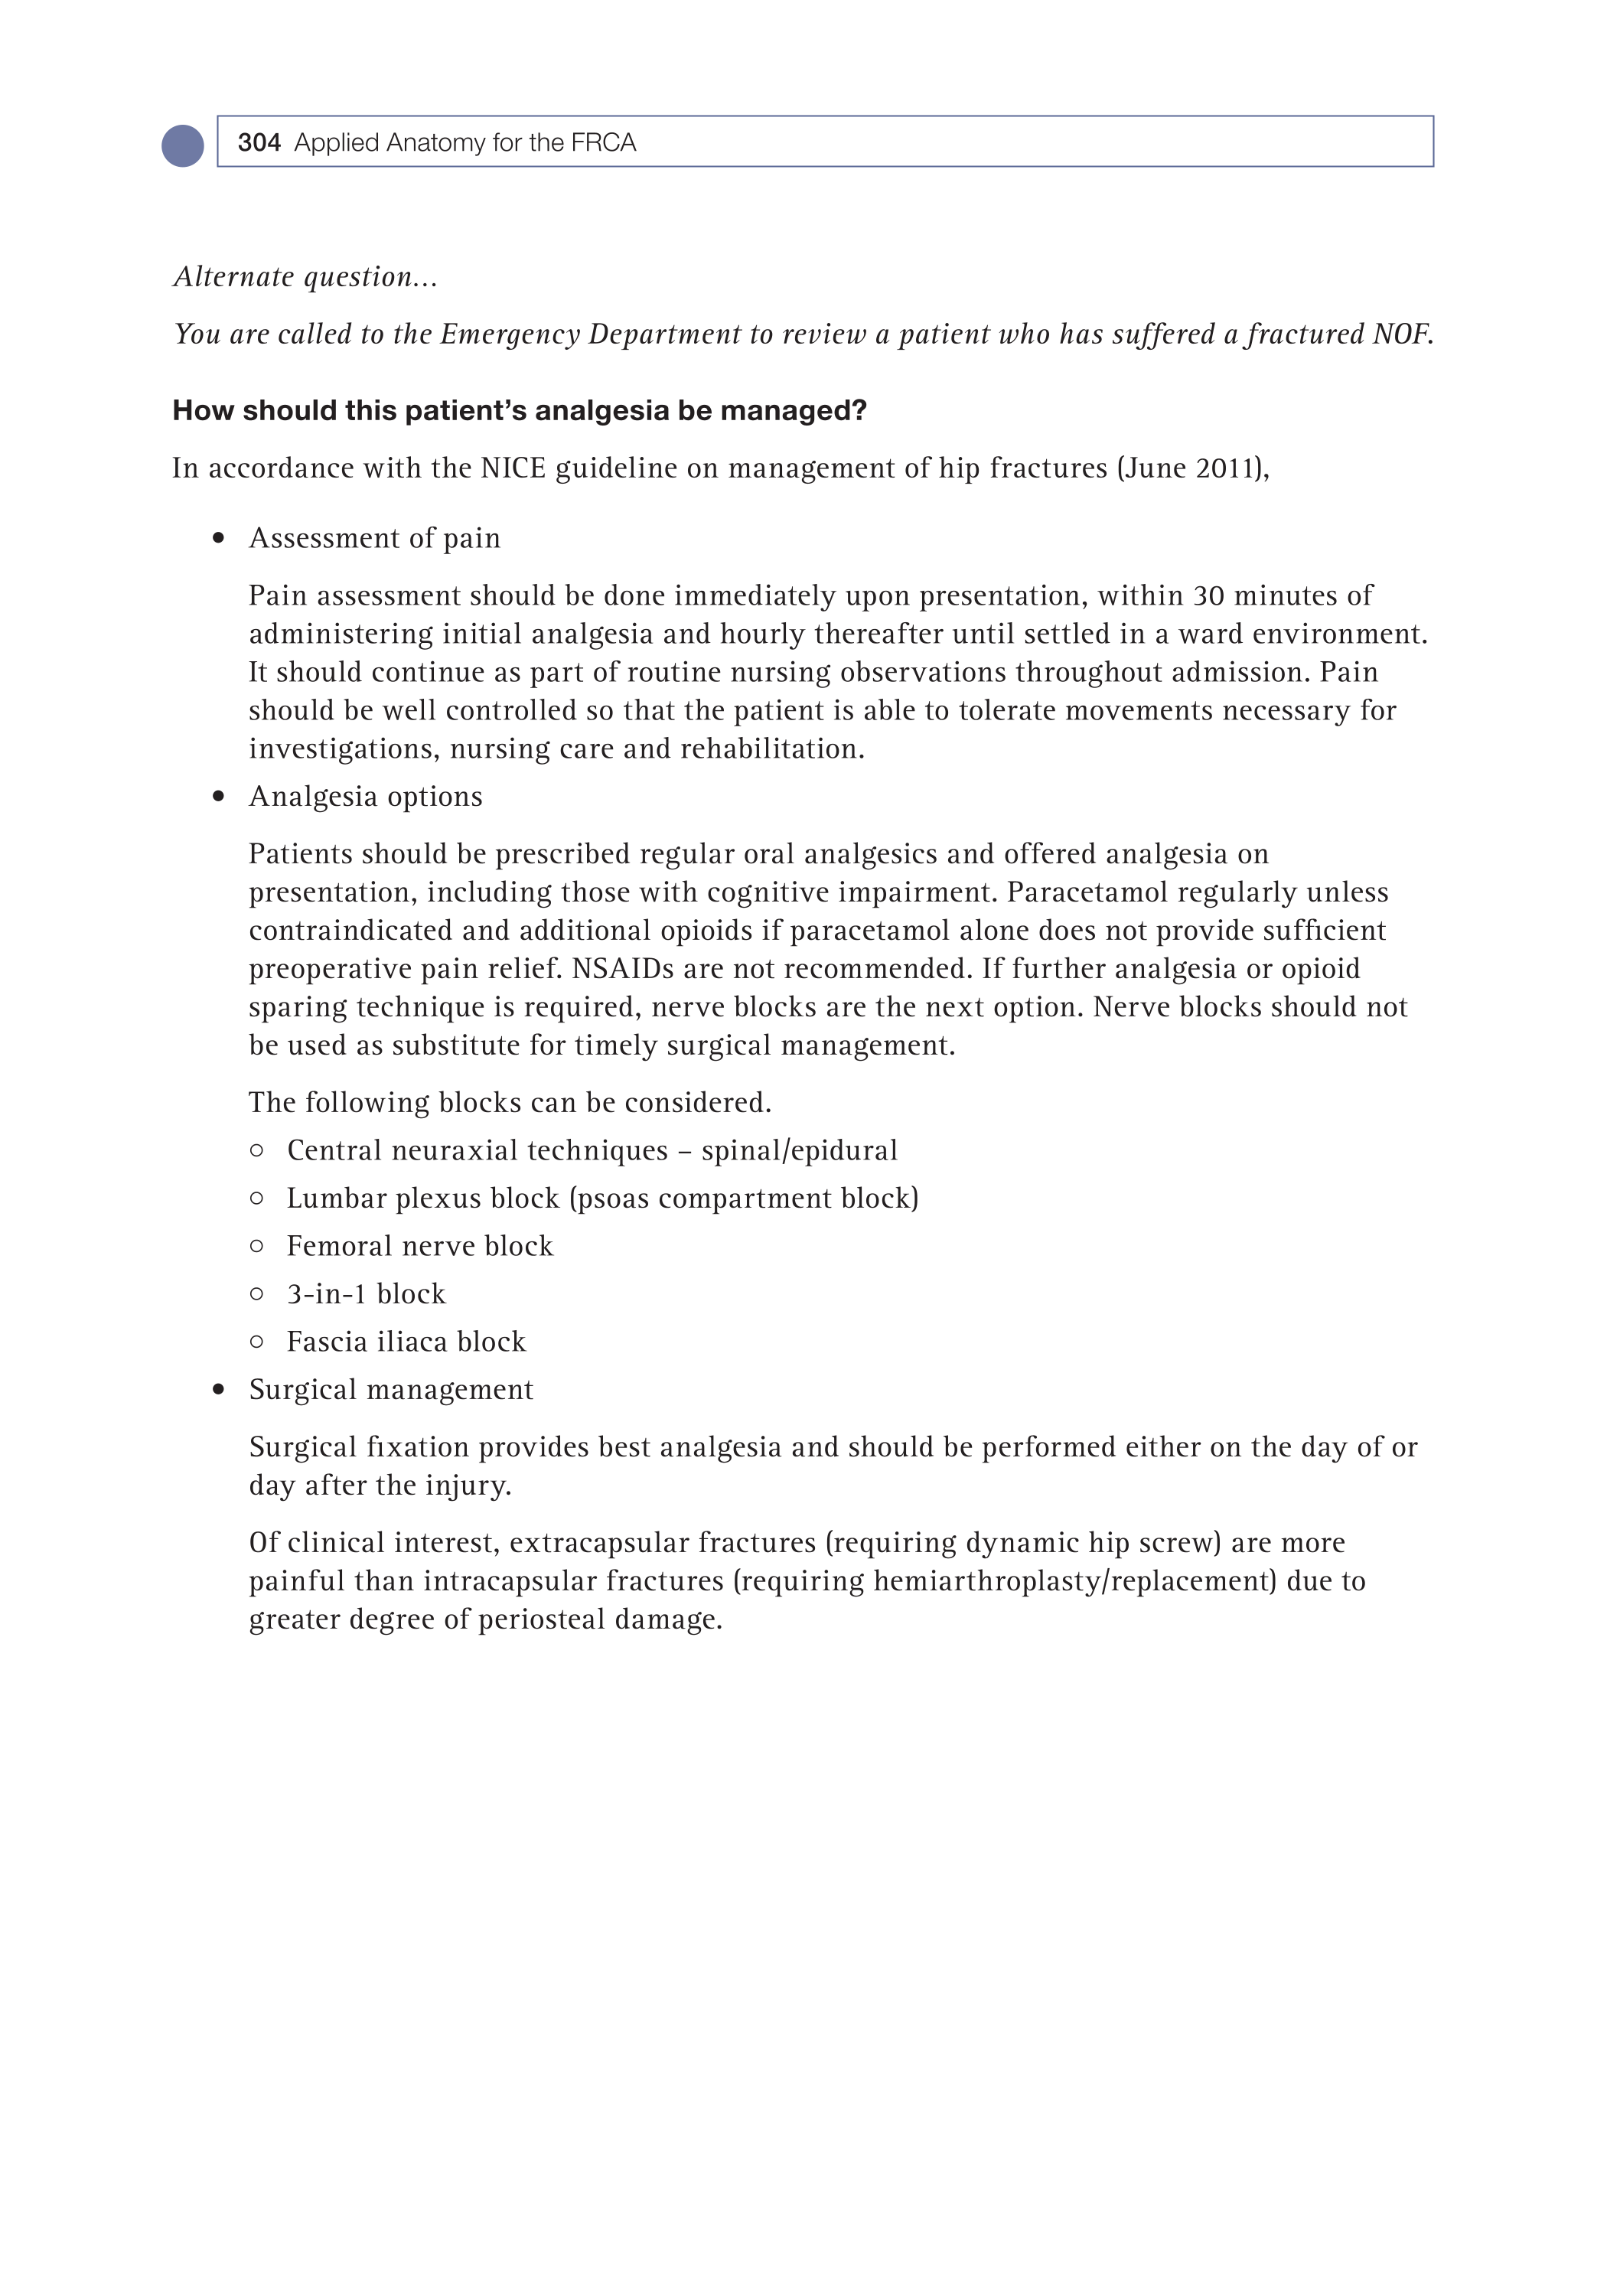 304 Applied Anatomy for the FRCA
Alternate question…
You are called to the Emergency Department to review a patient who has suffered a fractured NOF.
How should this patient’s analgesia be managed?
In accordance with the NICE guideline on management of hip fractures (June 2011),
• Assessment of pain
Pain assessment should be done immediately upon presentation, within 30 minutes of
administering initial analgesia and hourly thereafter until settled in a ward environment.
It should continue as part of routine nursing observations throughout admission. Pain
should be well controlled so that the patient is able to tolerate movements necessary for
investigations, nursing care and rehabilitation.
• Analgesia options
Patients should be prescribed regular oral analgesics and offered analgesia on
presentation, including those with cognitive impairment. Paracetamol regularly unless
contraindicated and additional opioids if paracetamol alone does not provide sufficient
preoperative pain relief. NSAIDs are not recommended. If further analgesia or opioid
sparing technique is required, nerve blocks are the next option. Nerve blocks should not
be used as substitute for timely surgical management.
The following blocks can be considered.
○ Central neuraxial techniques – spinal/epidural
○ Lumbar plexus block (psoas compartment block)
○ Femoral nerve block
○ 3-in-1 block
○ Fascia iliaca block
• Surgical management
Surgical fixation provides best analgesia and should be performed either on the day of or
day after the injury.
Of clinical interest, extracapsular fractures (requiring dynamic hip screw) are more
painful than intracapsular fractures (requiring hemiarthroplasty/replacement) due to
greater degree of periosteal damage.